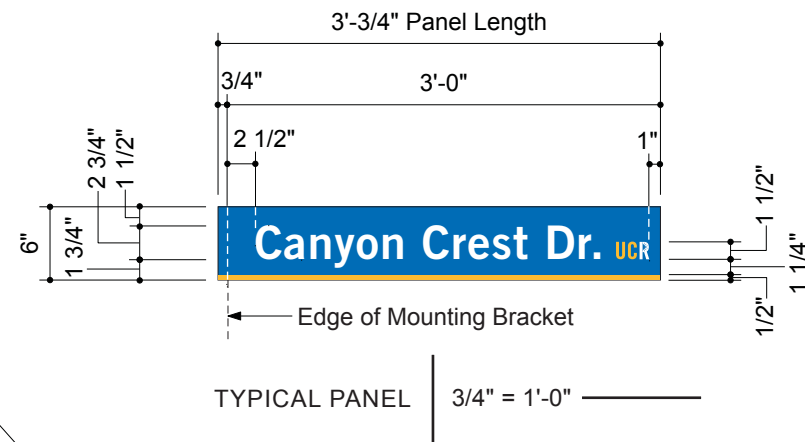 3'-3/4" Panel Length
3/4"
3'-0"
2 1/2"
1"
6"
1 3/4"
2 3/4"
1 1/2"
Canyon Crest Dr. UCR
1 1/2"
1 1/4"
1/2"
Edge of Mounting Bracket
TYPICAL PANEL
3/4" = 1'-0"